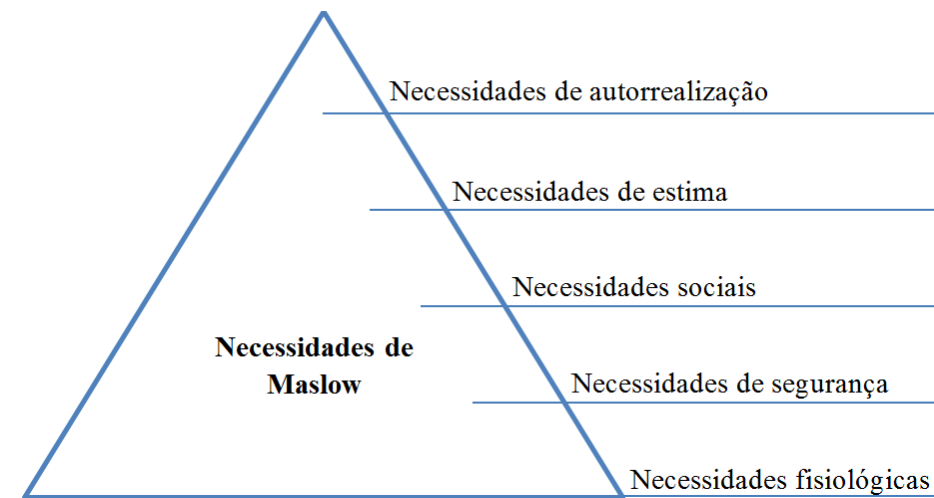 Necessidades de autorrealização
Necessidades de estima
Necessidades sociais
Necessidades de
Maslow
Necessidades de segurança
Necessidades fisiológicas